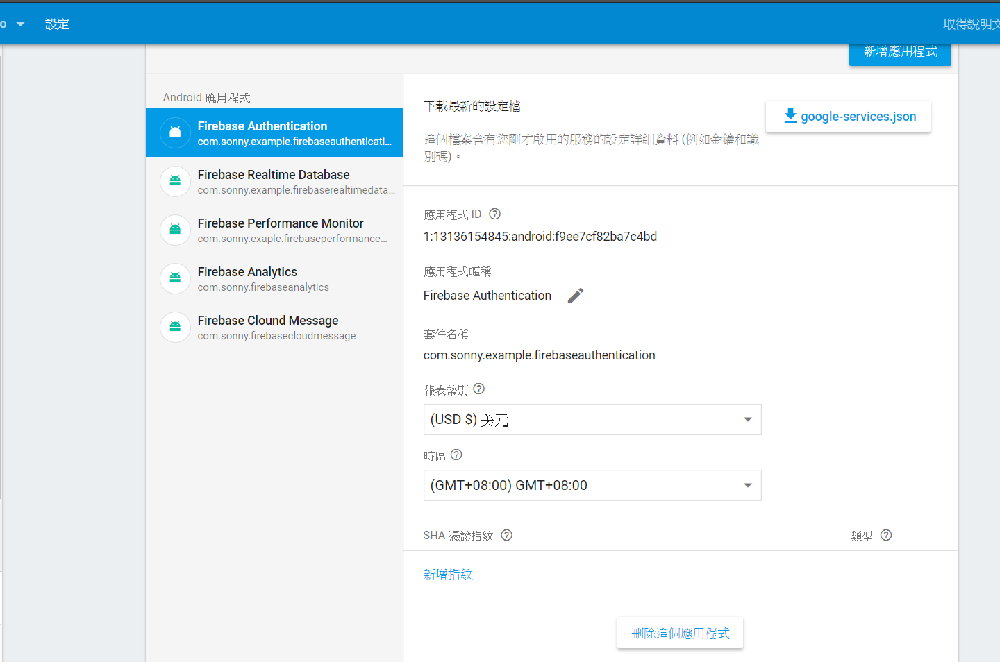 o
設定
取得說明文
新增應用程式
Android 應用程式
Firebase Authentication
com.sonny.example.firebaseauthenticati...
Firebase Realtime Database
com.sonny.example.firebaserealtimedata...
Firebase Performance Monitor
com.sonny.exaple.firebaseperformance...
Firebase Analytics
com.sonny.firebaseanalytics
Firebase Clound Message
com.sonny.firebasecloudmessage
下載最新的設定檔
google-services.json
這個檔案含有您剛才啟用的服務的設定詳細資料 (例如金鑰和識
別碼)。
應用程式 ID
1:13136154845:android:f9ee7cf82ba7c4bd
應用程式暱稱
Firebase Authentication
套件名稱
com.sonny.example.firebaseauthentication
報表幣別
(USD $) 美元
時區
(GMT+08:00) GMT+08:00
SHA 憑證指紋
類型
新增指紋
刪除這個應用程式